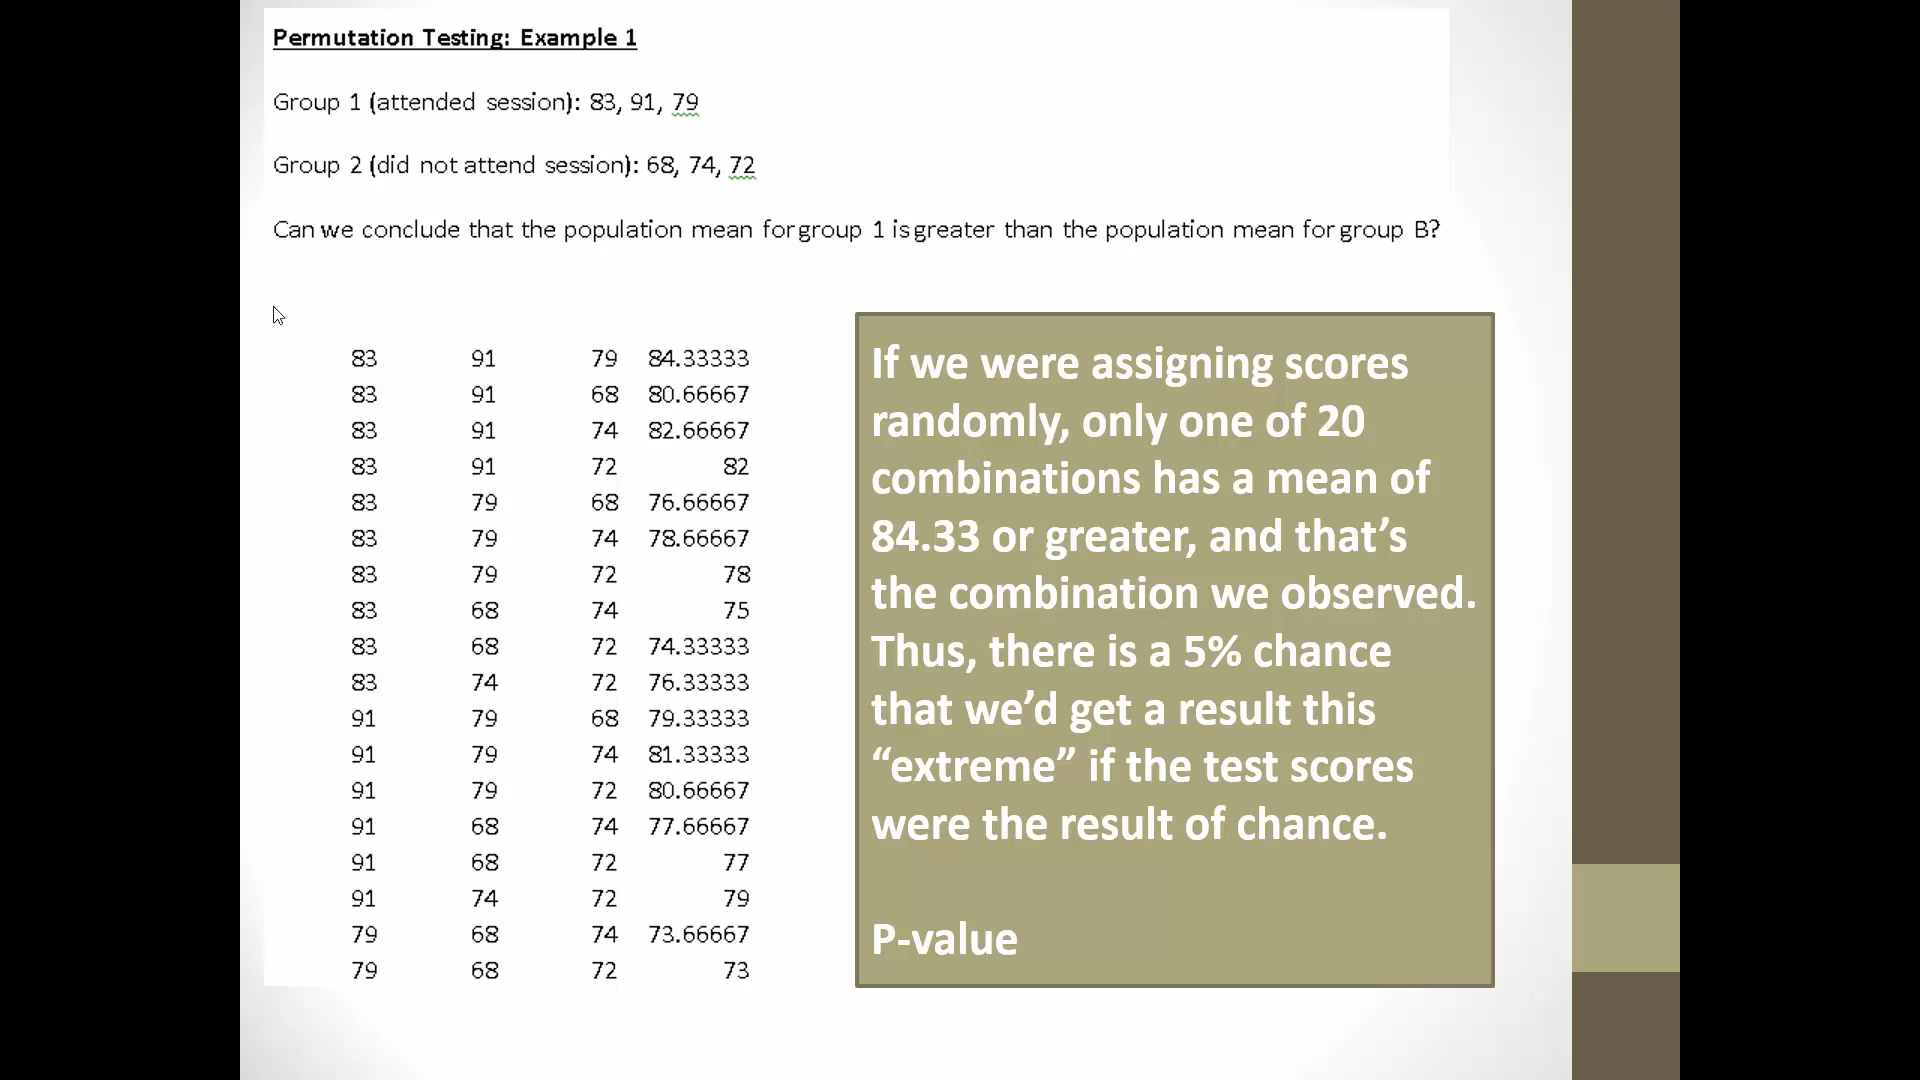 Permutation Testing: Example 1
Group 1 (attended session): 83, 91, 79
Group 2 (did not attend session): 68, 74, 72
Can we conclude that the population mean for group 1 is greater than the population mean for group B?
83 91 79 84.33333
83 91 68 80.66667
83 91 74 82.66667
83 91 72 82
83 79 68 76.66667
83 79 74 78.66667
83 79 72 78
83 68 74 75
83 68 72 74.33333
83 74 72 76.33333
91 79 68 79.33333
91 79 74 81.33333
91 79 72 80.66667
91 68 74 77.66667
91 68 72 77
91 74 72 79
79 68 74 73.66667
79 68 72 73
If we were assigning scores
randomly, only one of 20
combinations has a mean of
84.33 or greater, and that’s
the combination we observed.
Thus, there is a 5% chance
that we’d get a result this
“extreme” if the test scores
were the result of chance.
P-value